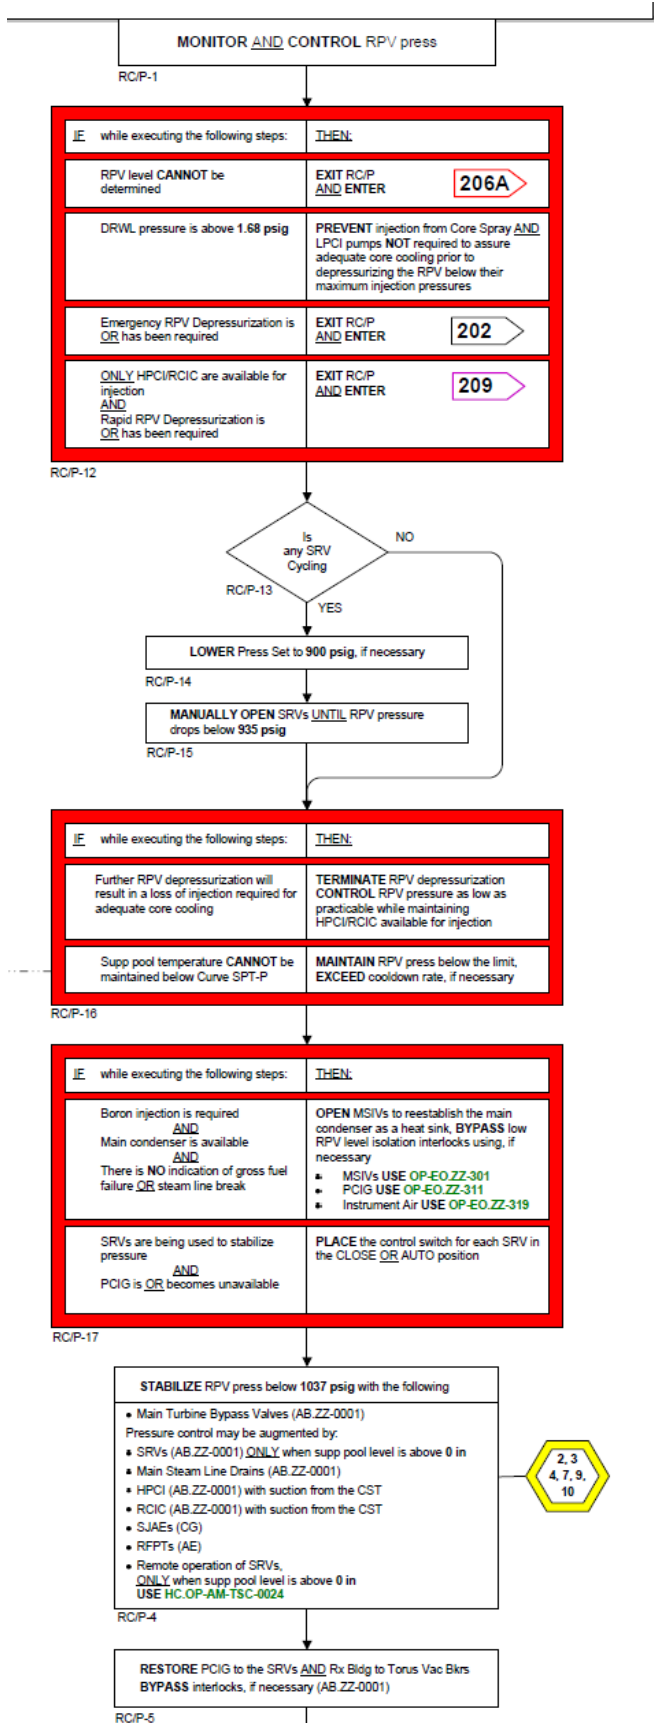 MONITOR AND CONTROL RPV press
RC/P-1
IF while executing the following steps: THEN:
RPV level CANNOT be
determined
EXIT RC/P
AND ENTER
206A
DRWL pressure is above 1.68 psig
PREVENT injection from Core Spray AND
LPCI pumps NOT required to assure
adequate core cooling prior to
depressurizing the RPV below their
maximum injection pressures
Emergency RPV Depressurization is
OR has been required
EXIT RC/P
AND ENTER
202
ONLY HPCI/RCIC are available for
injection
AND
Rapid RPV Depressurization is
OR has been required
EXIT RC/P
AND ENTER
209
RC/P-12
Is
any SRV
Cycling
NO
RC/P-13
YES
LOWER Press Set to 900 psig, if necessary
RC/P-14
MANUALLY OPEN SRVs UNTIL RPV pressure
drops below 935 psig
RC/P-15
IF while executing the following steps: THEN:
Further RPV depressurization will
result in a loss of injection required for
adequate core cooling
TERMINATE RPV depressurization
CONTROL RPV pressure as low as
practicable while maintaining
HPCI/RCIC available for injection
Supp pool temperature CANNOT be
maintained below Curve SPT-P
MAINTAIN RPV press below the limit,
EXCEED cooldown rate, if necessary
RC/P-16
IF while executing the following steps: THEN:
Boron injection is required
AND
Main condenser is available
AND
There is NO indication of gross fuel
failure OR steam line break
OPEN MSIVs to reestablish the main
condenser as a heat sink, BYPASS low
RPV level isolation interlocks using, if
necessary
• MSIVs USE OP-EO.ZZ-301
• PCIG USE OP-EO.ZZ-311
• Instrument Air USE OP-EO.ZZ-319
SRVs are being used to stabilize
pressure
AND
PCIG is OR becomes unavailable
PLACE the control switch for each SRV in
the CLOSE OR AUTO position
RC/P-17
STABILIZE RPV press below 1037 psig with the following
• Main Turbine Bypass Valves (AB.ZZ-0001)
Pressure control may be augmented by:
• SRVs (AB.ZZ-0001) ONLY when supp pool level is above 0 in
• Main Steam Line Drains (AB.ZZ-0001)
• HPCI (AB.ZZ-0001) with suction from the CST
• RCIC (AB.ZZ-0001) with suction from the CST
• SJAEs (CG)
• RFPTs (AE)
• Remote operation of SRVs,
ONLY when supp pool level is above 0 in
USE HC.OP-AM-TSC-0024
2, 3
4, 7, 9,
10
RC/P-4
RESTORE PCIG to the SRVs AND Rx Bldg to Torus Vac Bkrs
BYPASS interlocks, if necessary (AB.ZZ-0001)
RC/P-5